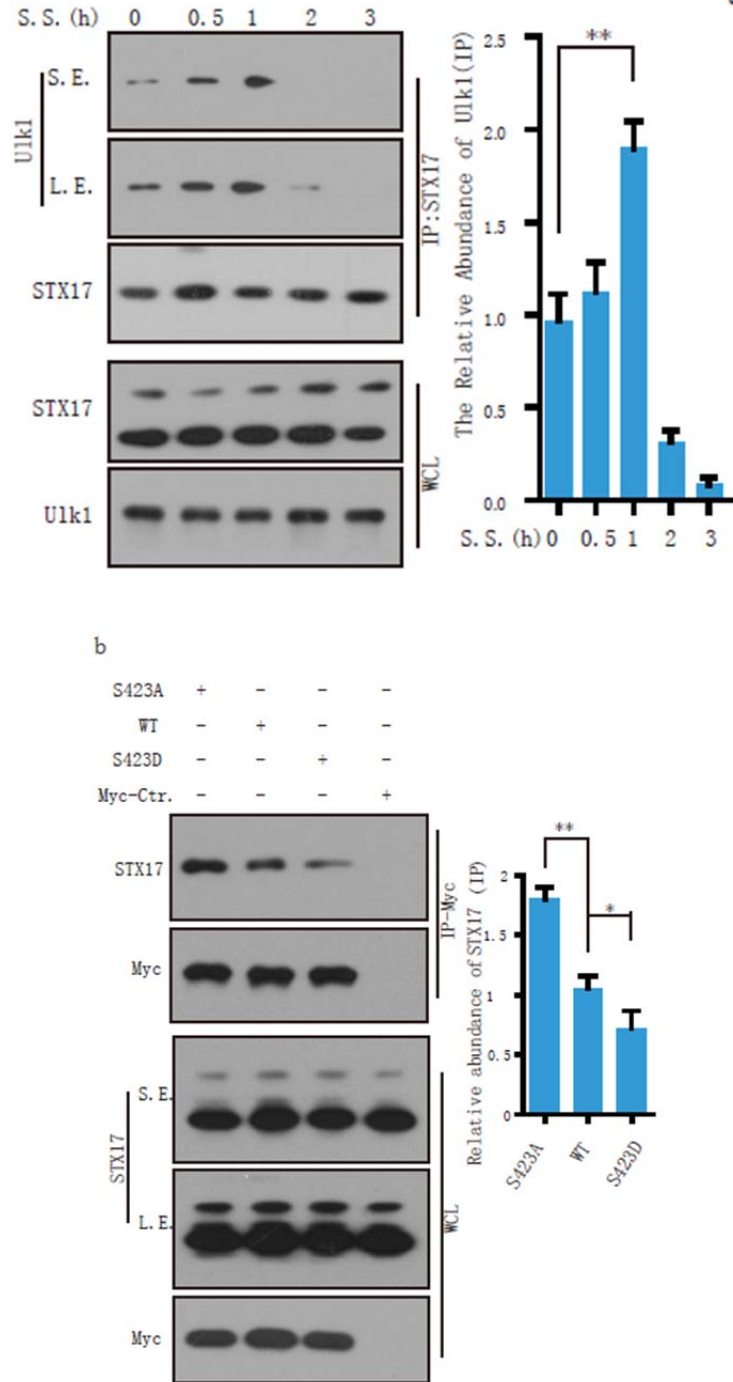 S.S.(h) 0 0.5 1 2 3
Ulk1
S.E.
L.E.
STX17
IP:STX17
STX17
Ulk1
WCL
The Relative Abundance of Ulk1(IP)
2.5
2.0
1.5
1.0
0.5
0.0
**
S.S.(h) 0 0.5 1 2 3
b
S423A + - - -
WT - + - -
S423D - - + -
Myc-Ctr. - - - +
STX17
Myc
IP-Myc
STX17
S.E.
L.E.
Myc
WCL
Relative abundance of STX17 (IP)
2
1.5
1
0.5
0
**
*
S423A WT S423D